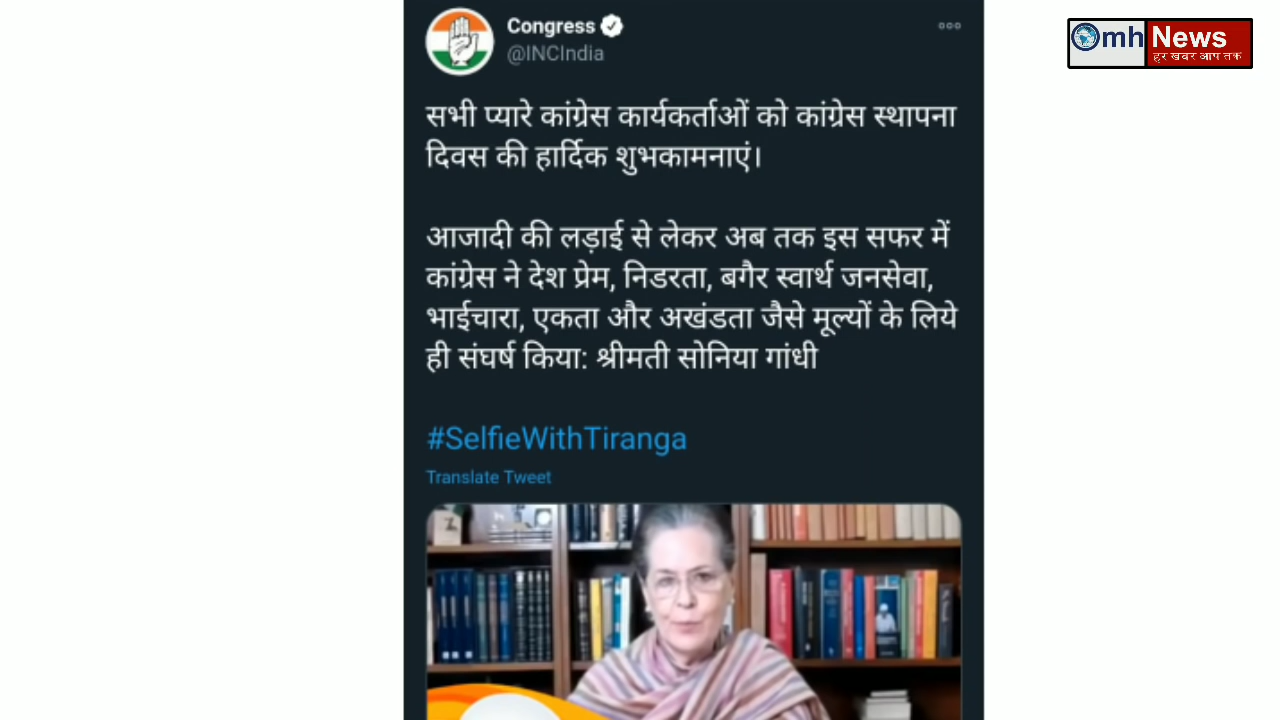 Congress
@INCIndia
Omh News
हर खबर आप तक
सभी प्यारे कांग्रेस कार्यकर्ताओं को कांग्रेस स्थापना
दिवस की हार्दिक शुभकामनाएं।
आजादी की लड़ाई से लेकर अब तक इस सफर में
कांग्रेस ने देश प्रेम, निडरता, बगैर स्वार्थ जनसेवा,
भाईचारा, एकता और अखंडता जैसे मूल्यों के लिये
ही संघर्ष किया: श्रीमती सोनिया गांधी
#SelfieWithTiranga
Translate Tweet